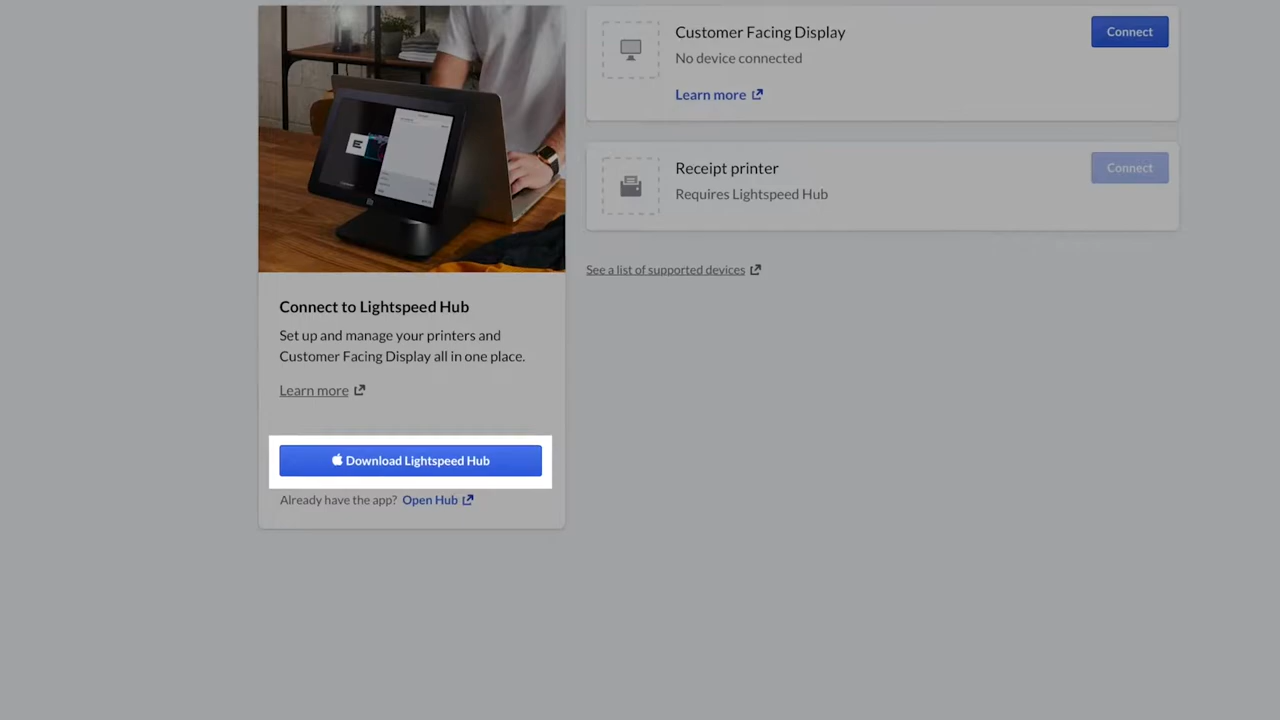 Customer Facing Display
No device connected
Learn more
Connect
Receipt printer
Requires Lightspeed Hub
Connect
See a list of supported devices
Connect to Lightspeed Hub
Set up and manage your printers and
Customer Facing Display all in one place.
Learn more
Download Lightspeed Hub
Already have the app? Open Hub